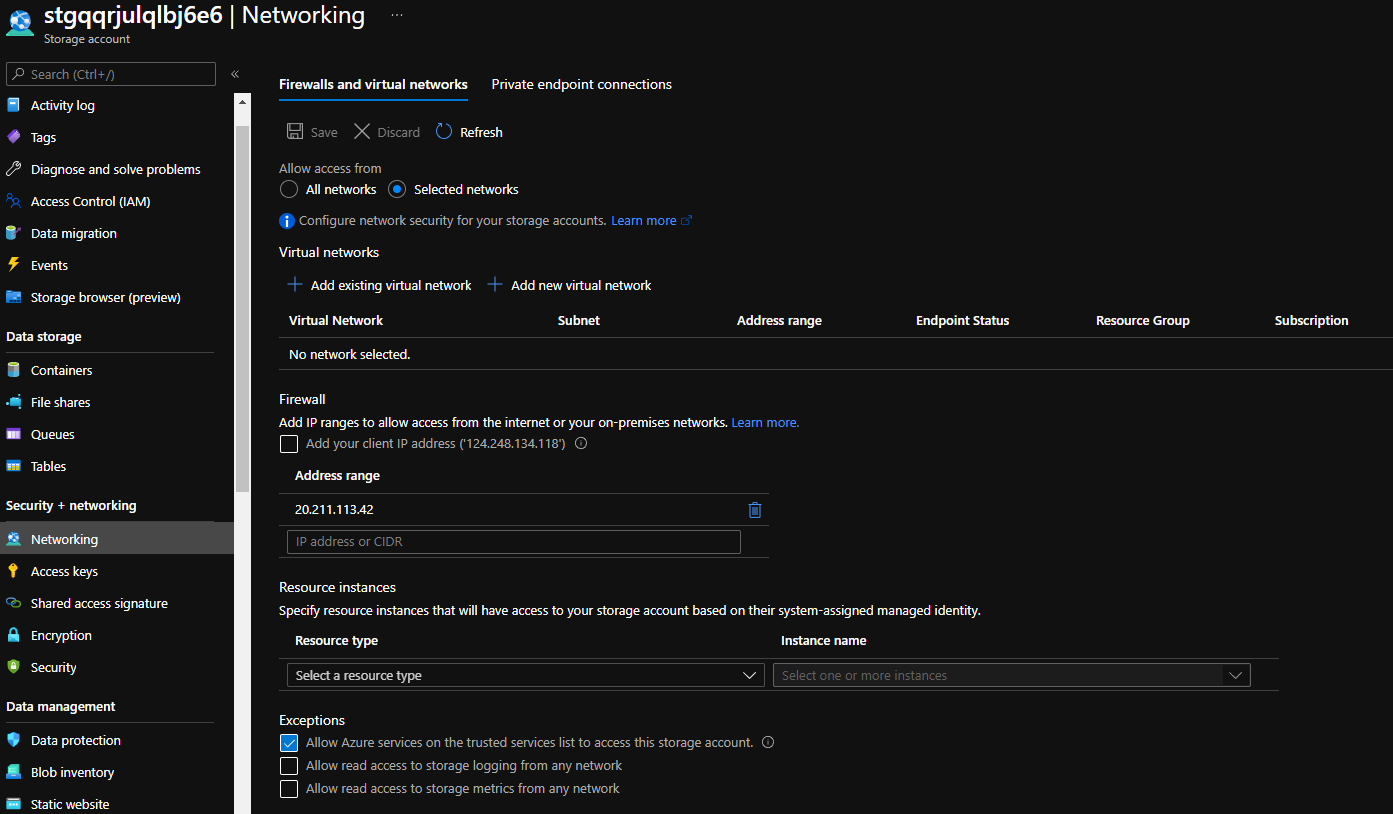 stgqqrjulqlbj6e6 | Networking ...
Storage account
Search (Ctrl+/)
«
Activity log
Tags
Diagnose and solve problems
Access Control (IAM)
Data migration
Events
Storage browser (preview)
Data storage
Containers
File shares
Queues
Tables
Security + networking
Networking
Access keys
Shared access signature
Encryption
Security
Data management
Data protection
Blob inventory
Static website
Firewalls and virtual networks Private endpoint connections
Save Discard Refresh
Allow access from
All networks Selected networks
Configure network security for your storage accounts. Learn more
Virtual networks
Add existing virtual network Add new virtual network
Virtual Network Subnet Address range Endpoint Status Resource Group Subscription
No network selected.
Firewall
Add IP ranges to allow access from the internet or your on-premises networks. Learn more.
Add your client IP address ('124.248.134.118')
Address range
20.211.113.42
IP address or CIDR
Resource instances
Specify resource instances that will have access to your storage account based on their system-assigned managed identity.
Resource type Instance name
Select a resource type Select one or more instances
Exceptions
Allow Azure services on the trusted services list to access this storage account.
Allow read access to storage logging from any network
Allow read access to storage metrics from any network